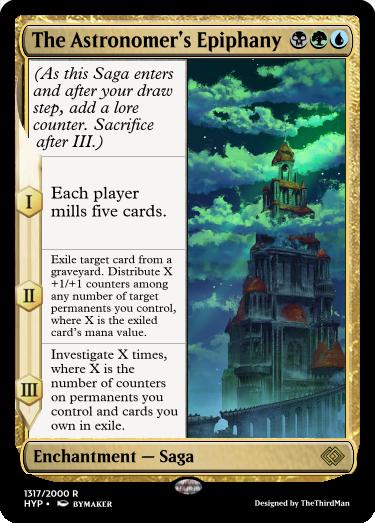 The Astronomer's Epiphany
(As this Saga enters
and after your draw
step, add a lore
counter. Sacrifice
after III.)
I
Each player
mills five cards.
II
Exile target card from a
graveyard. Distribute X
+1/+1 counters among
any number of target
permanents you control,
where X is the exiled
card's mana value.
III
Investigate X times,
where X is the
number of counters
on permanents you
control and cards you
own in exile.
Enchantment — Saga
1317/2000 R
HYP • BYMAKER
Designed by TheThirdMan